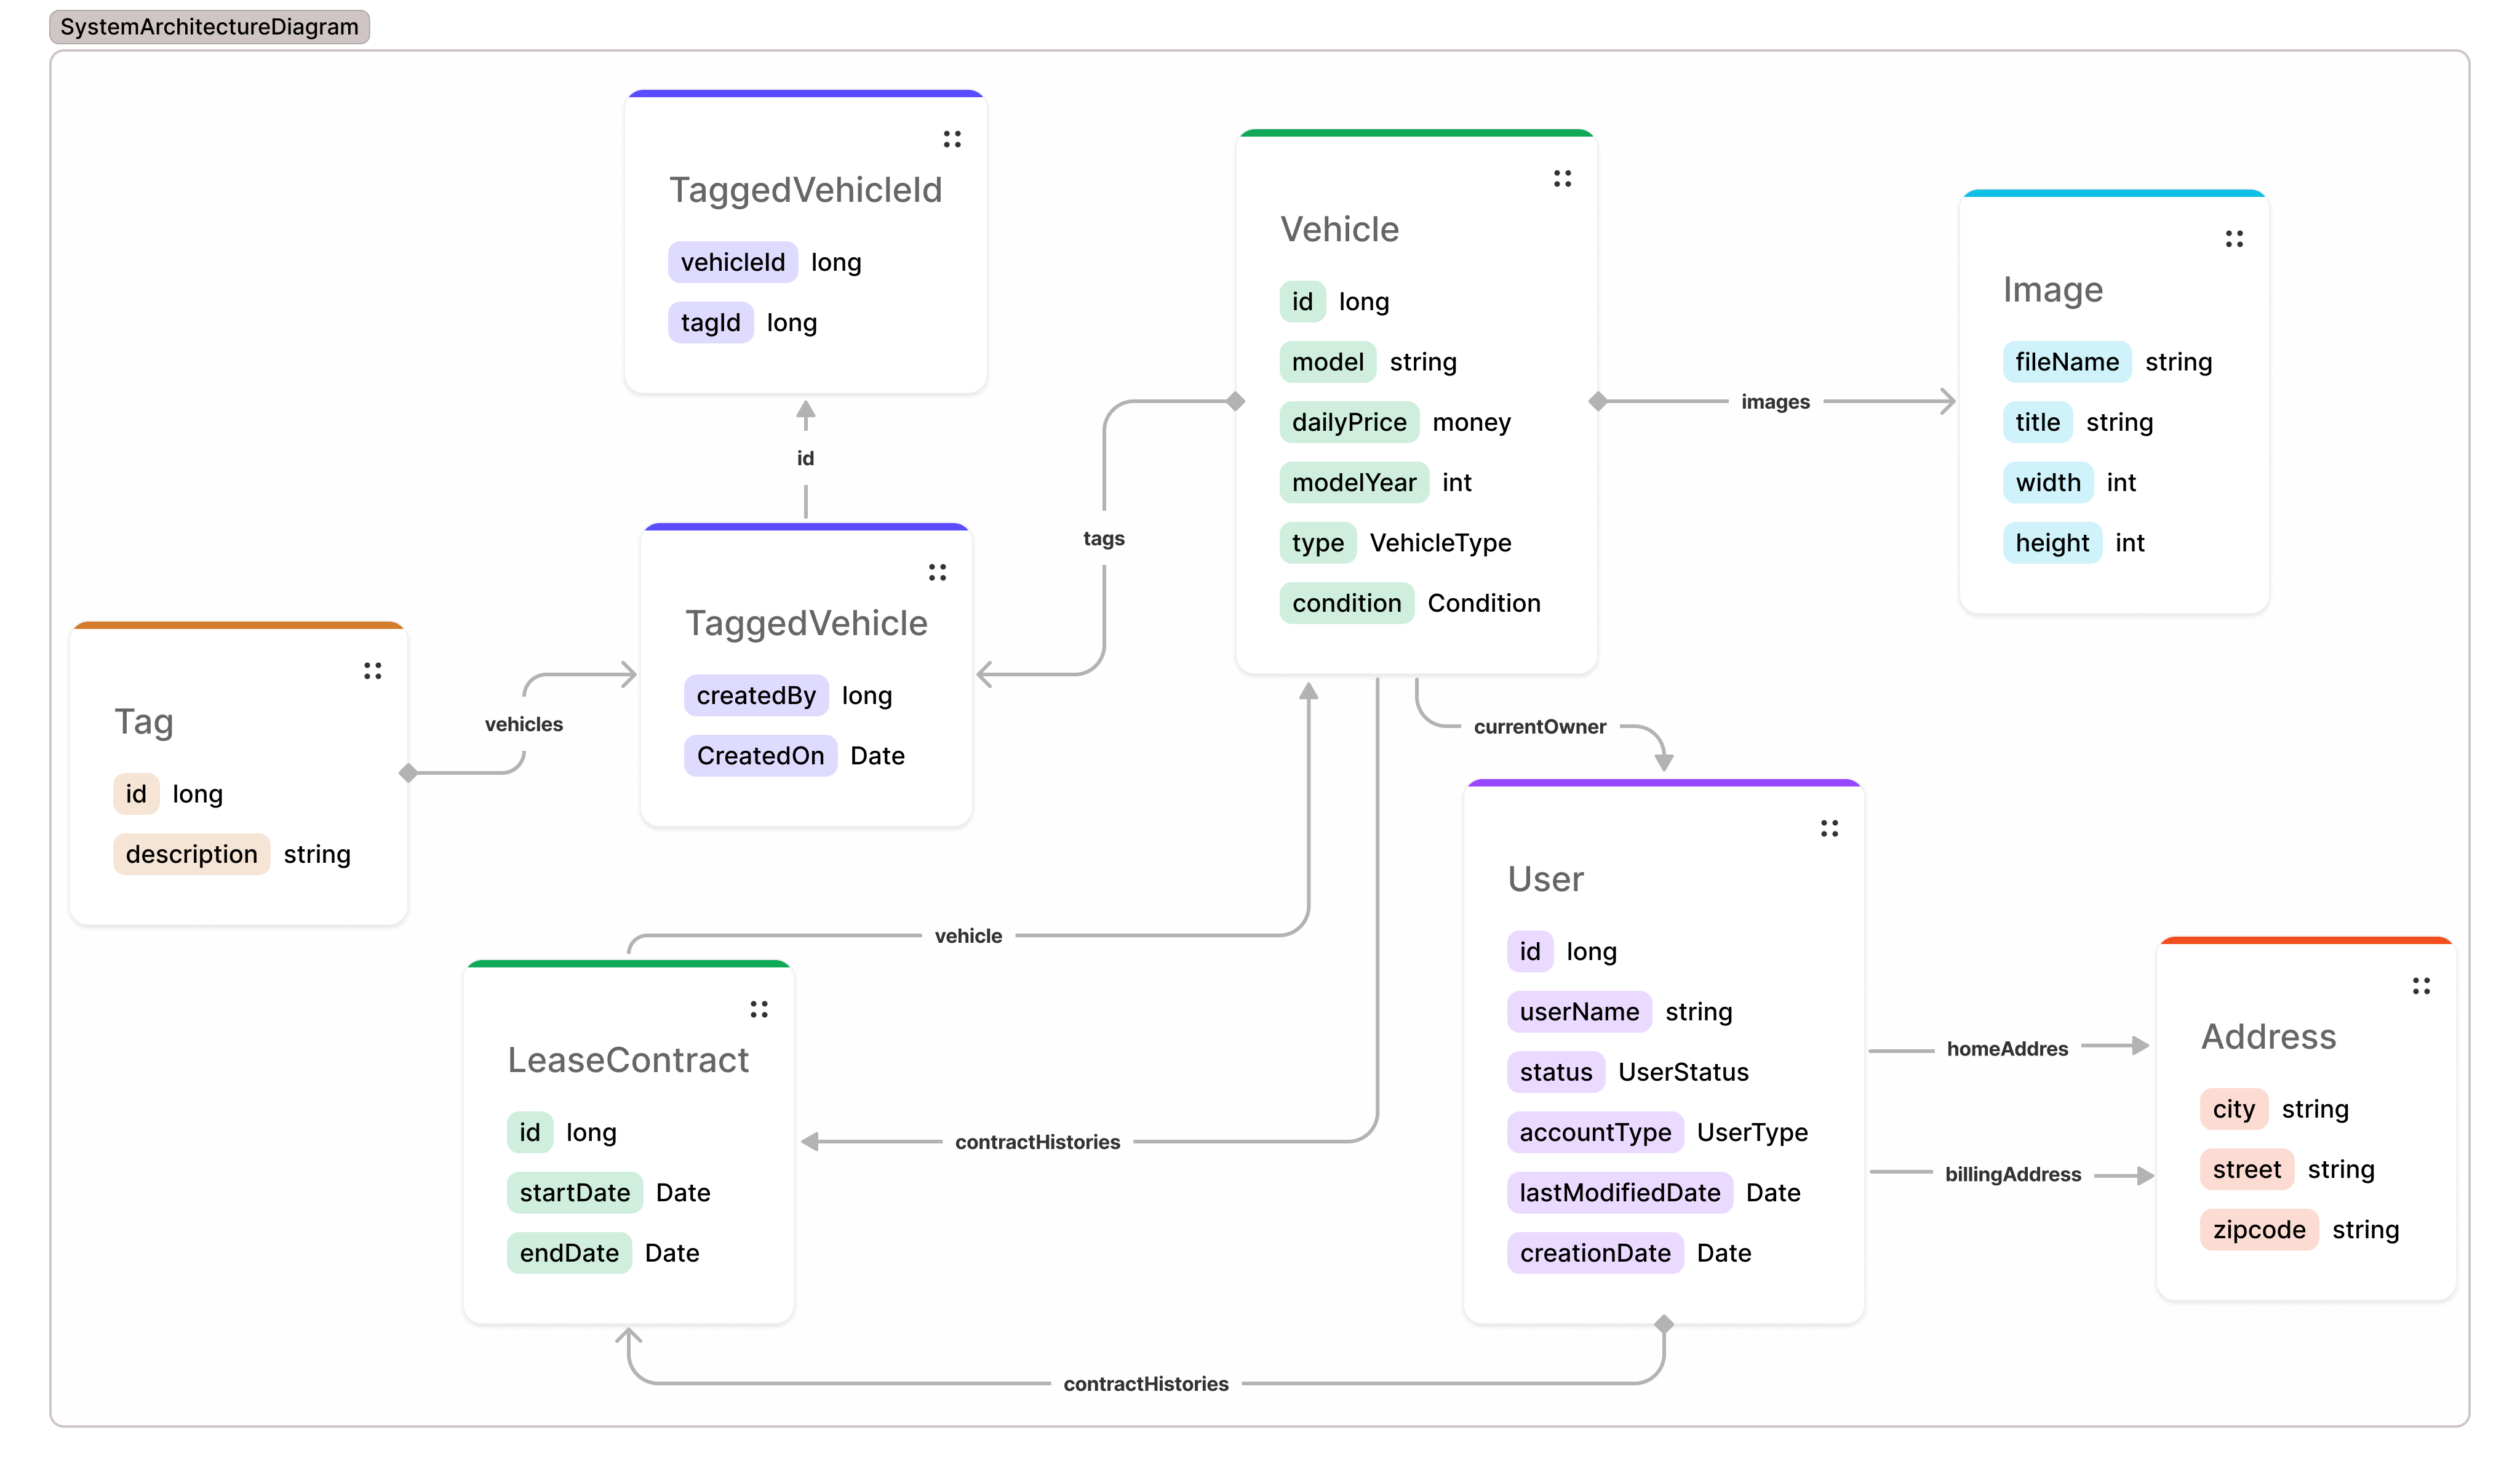 SystemArchitectureDiagram
TaggedVehicleId
vehicleId long
tagId long
id
TaggedVehicle
createdBy long
CreatedOn Date
Tag
id long
description string
vehicles
tags
Vehicle
id long
model string
dailyPrice money
modelYear int
type VehicleType
condition Condition
images
Image
fileName string
title string
width int
height int
currentOwner
vehicle
LeaseContract
id long
startDate Date
endDate Date
contractHistories
User
id long
userName string
status UserStatus
accountType UserType
lastModifiedDate Date
creationDate Date
homeAddres
billingAddress
Address
city string
street string
zipcode string
contractHistories